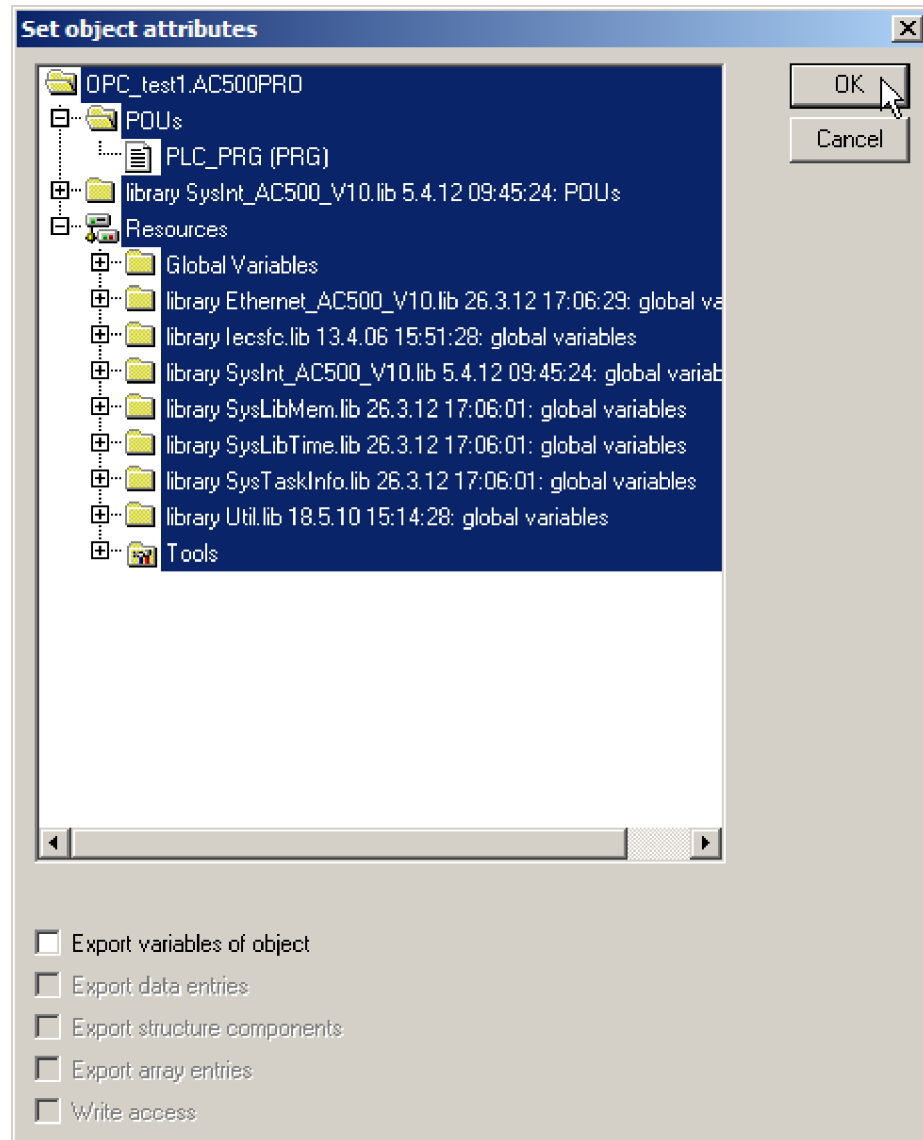 Set object attributes
OPC_test1.AC500PRO
OK
POUs
Cancel
PLC_PRG (PRG)
library SysInt_AC500_V10.lib 5.4.12 09:45:24: POUs
Resources
Global Variables
library Ethernet_AC500_V10.lib 26.3.12 17:06:29: global va
library Iecsfc.lib 13.4.06 15:51:28: global variables
library SysInt_AC500_V10.lib 5.4.12 09:45:24: global variab
library SysLibMem.lib 26.3.12 17:06:01: global variables
library SysLibTime.lib 26.3.12 17:06:01: global variables
library SysTaskInfo.lib 26.3.12 17:06:01: global variables
library Util.lib 18.5.10 15:14:28: global variables
Tools
Export variables of object
Export data entries
Export structure components
Export array entries
Write access